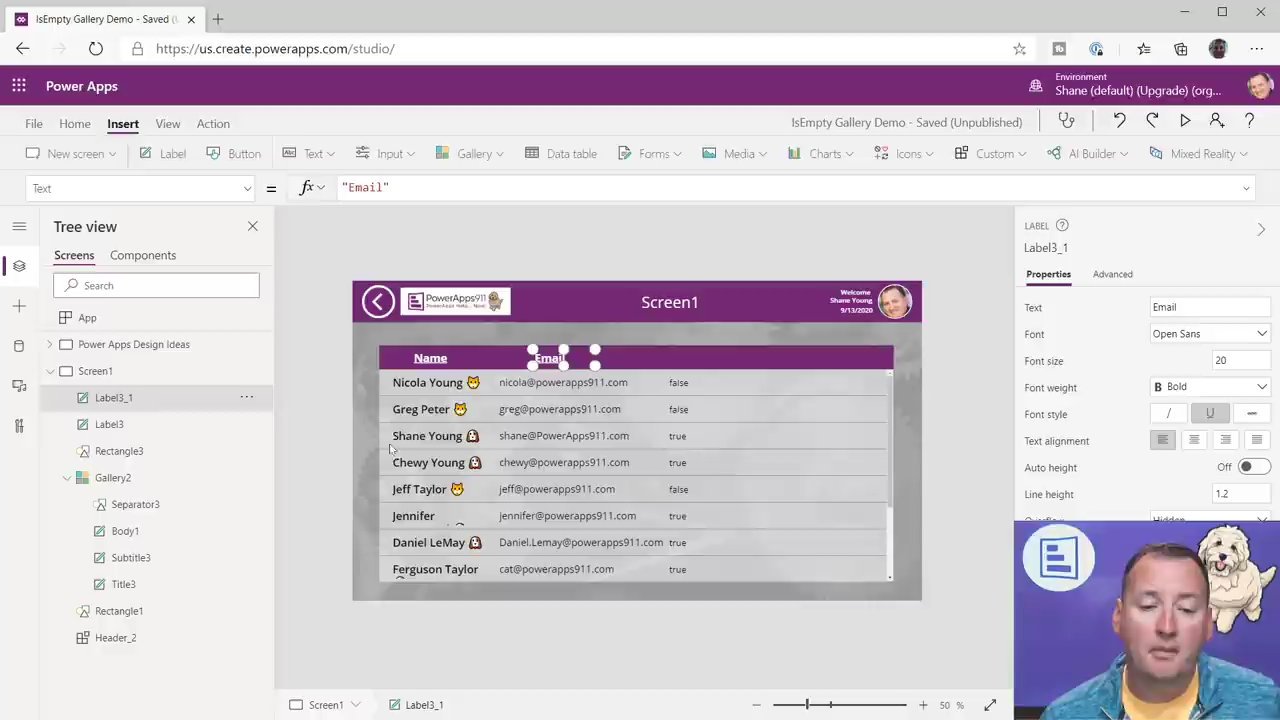 IsEmpty Gallery Demo - Saved (
https://us.create.powerapps.com/studio/
Power Apps
Environment
Shane (default) (Upgrade) (org...
File Home Insert View Action
IsEmpty Gallery Demo - Saved (Unpublished)
New screen Label Button Text Input Gallery Data table Forms Media Charts Icons Custom AI Builder Mixed Reality
Text = fx "Email"
Tree view
Screens Components
Search
App
Power Apps Design Ideas
Screen1
Label3_1 ...
Label3
Rectangle3
Gallery2
Separator3
Body1
Subtitle3
Title3
Rectangle1
Header_2
PowerApps911
Screen1
Welcome
Shane Young
9/13/2020
Name Email
Nicola Young nicola@powerapps911.com false
Greg Peter greg@powerapps911.com false
Shane Young shane@PowerApps911.com true
Chewy Young chewy@powerapps911.com true
Jeff Taylor jeff@powerapps911.com false
Jennifer jennifer@powerapps911.com true
Daniel LeMay Daniel.Lemay@powerapps911.com true
Ferguson Taylor cat@powerapps911.com true
Screen1 Label3_1
50 %
LABEL ?
Label3_1
Properties Advanced
Text Email
Font Open Sans
Font size 20
Font weight B Bold
Font style /  U
Text alignment
Auto height Off
Line height 1.2